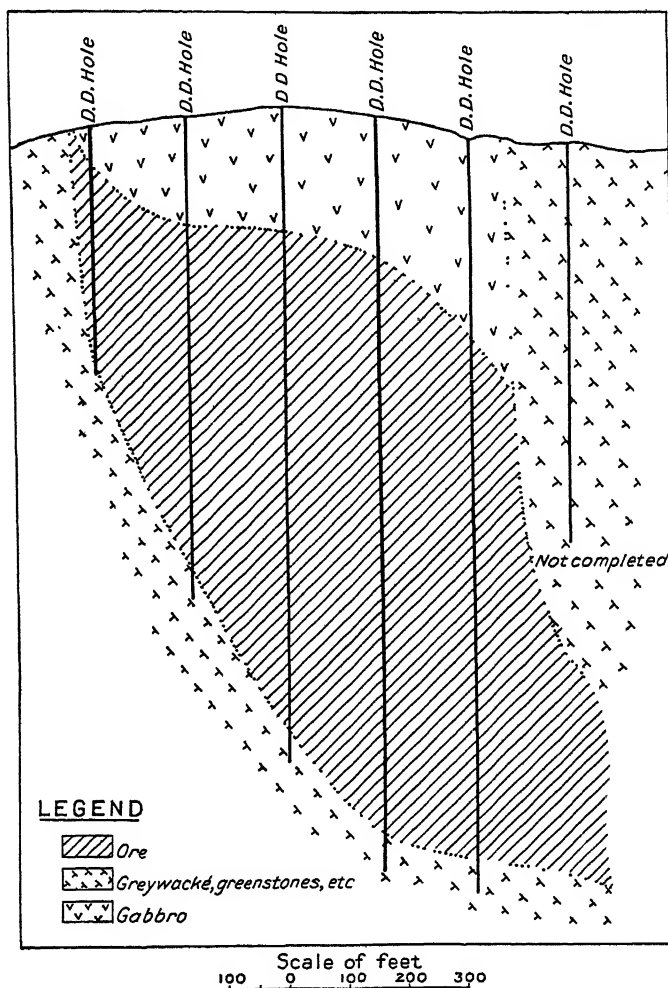 D.D. Hole
D.D. Hole
D D Hole
D.D. Hole
D.D. Hole
D.D. Hole
Not completed
LEGEND
Ore
Greywacké, greenstones, etc
Gabbro
Scale of feet
100 0 100 200 300